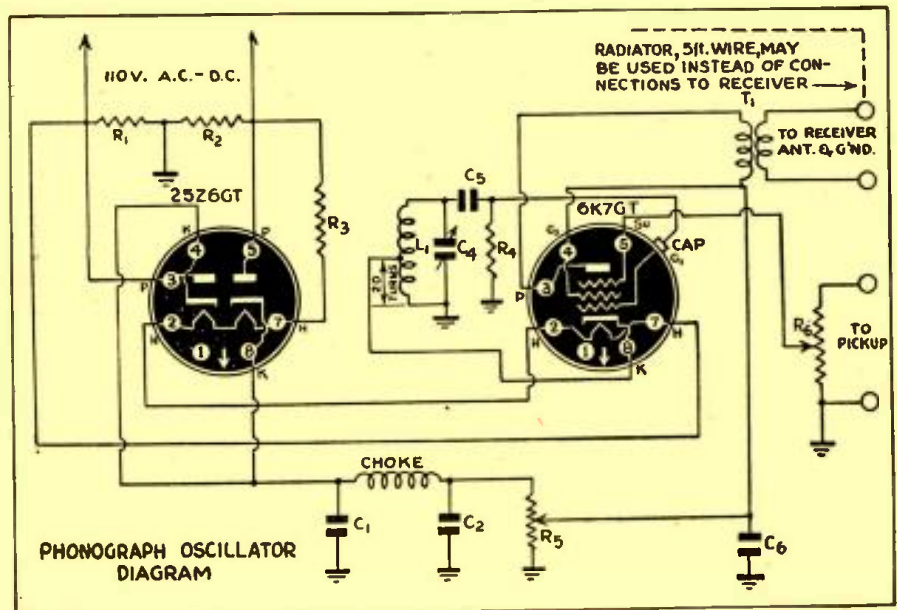 RADIATOR, 5ft. WIRE, MAY
BE USED INSTEAD OF CON-
NECTIONS TO RECEIVER
110V. A.C.-D.C.
T1
R1
R2
TO RECEIVER
ANT. & G'ND.
25Z6GT
C5
6K7GT
K
P
4
5
R3
L1
C4
R4
G2
4
5
SU
CAP
G1
P
3
20 TURNS
P
3
2
7
H
H
1
8
K
2
7
H
H
1
8
K
R6
TO
PICKUP
CHOKE
C1
C2
R5
C6
PHONOGRAPH OSCILLATOR
DIAGRAM